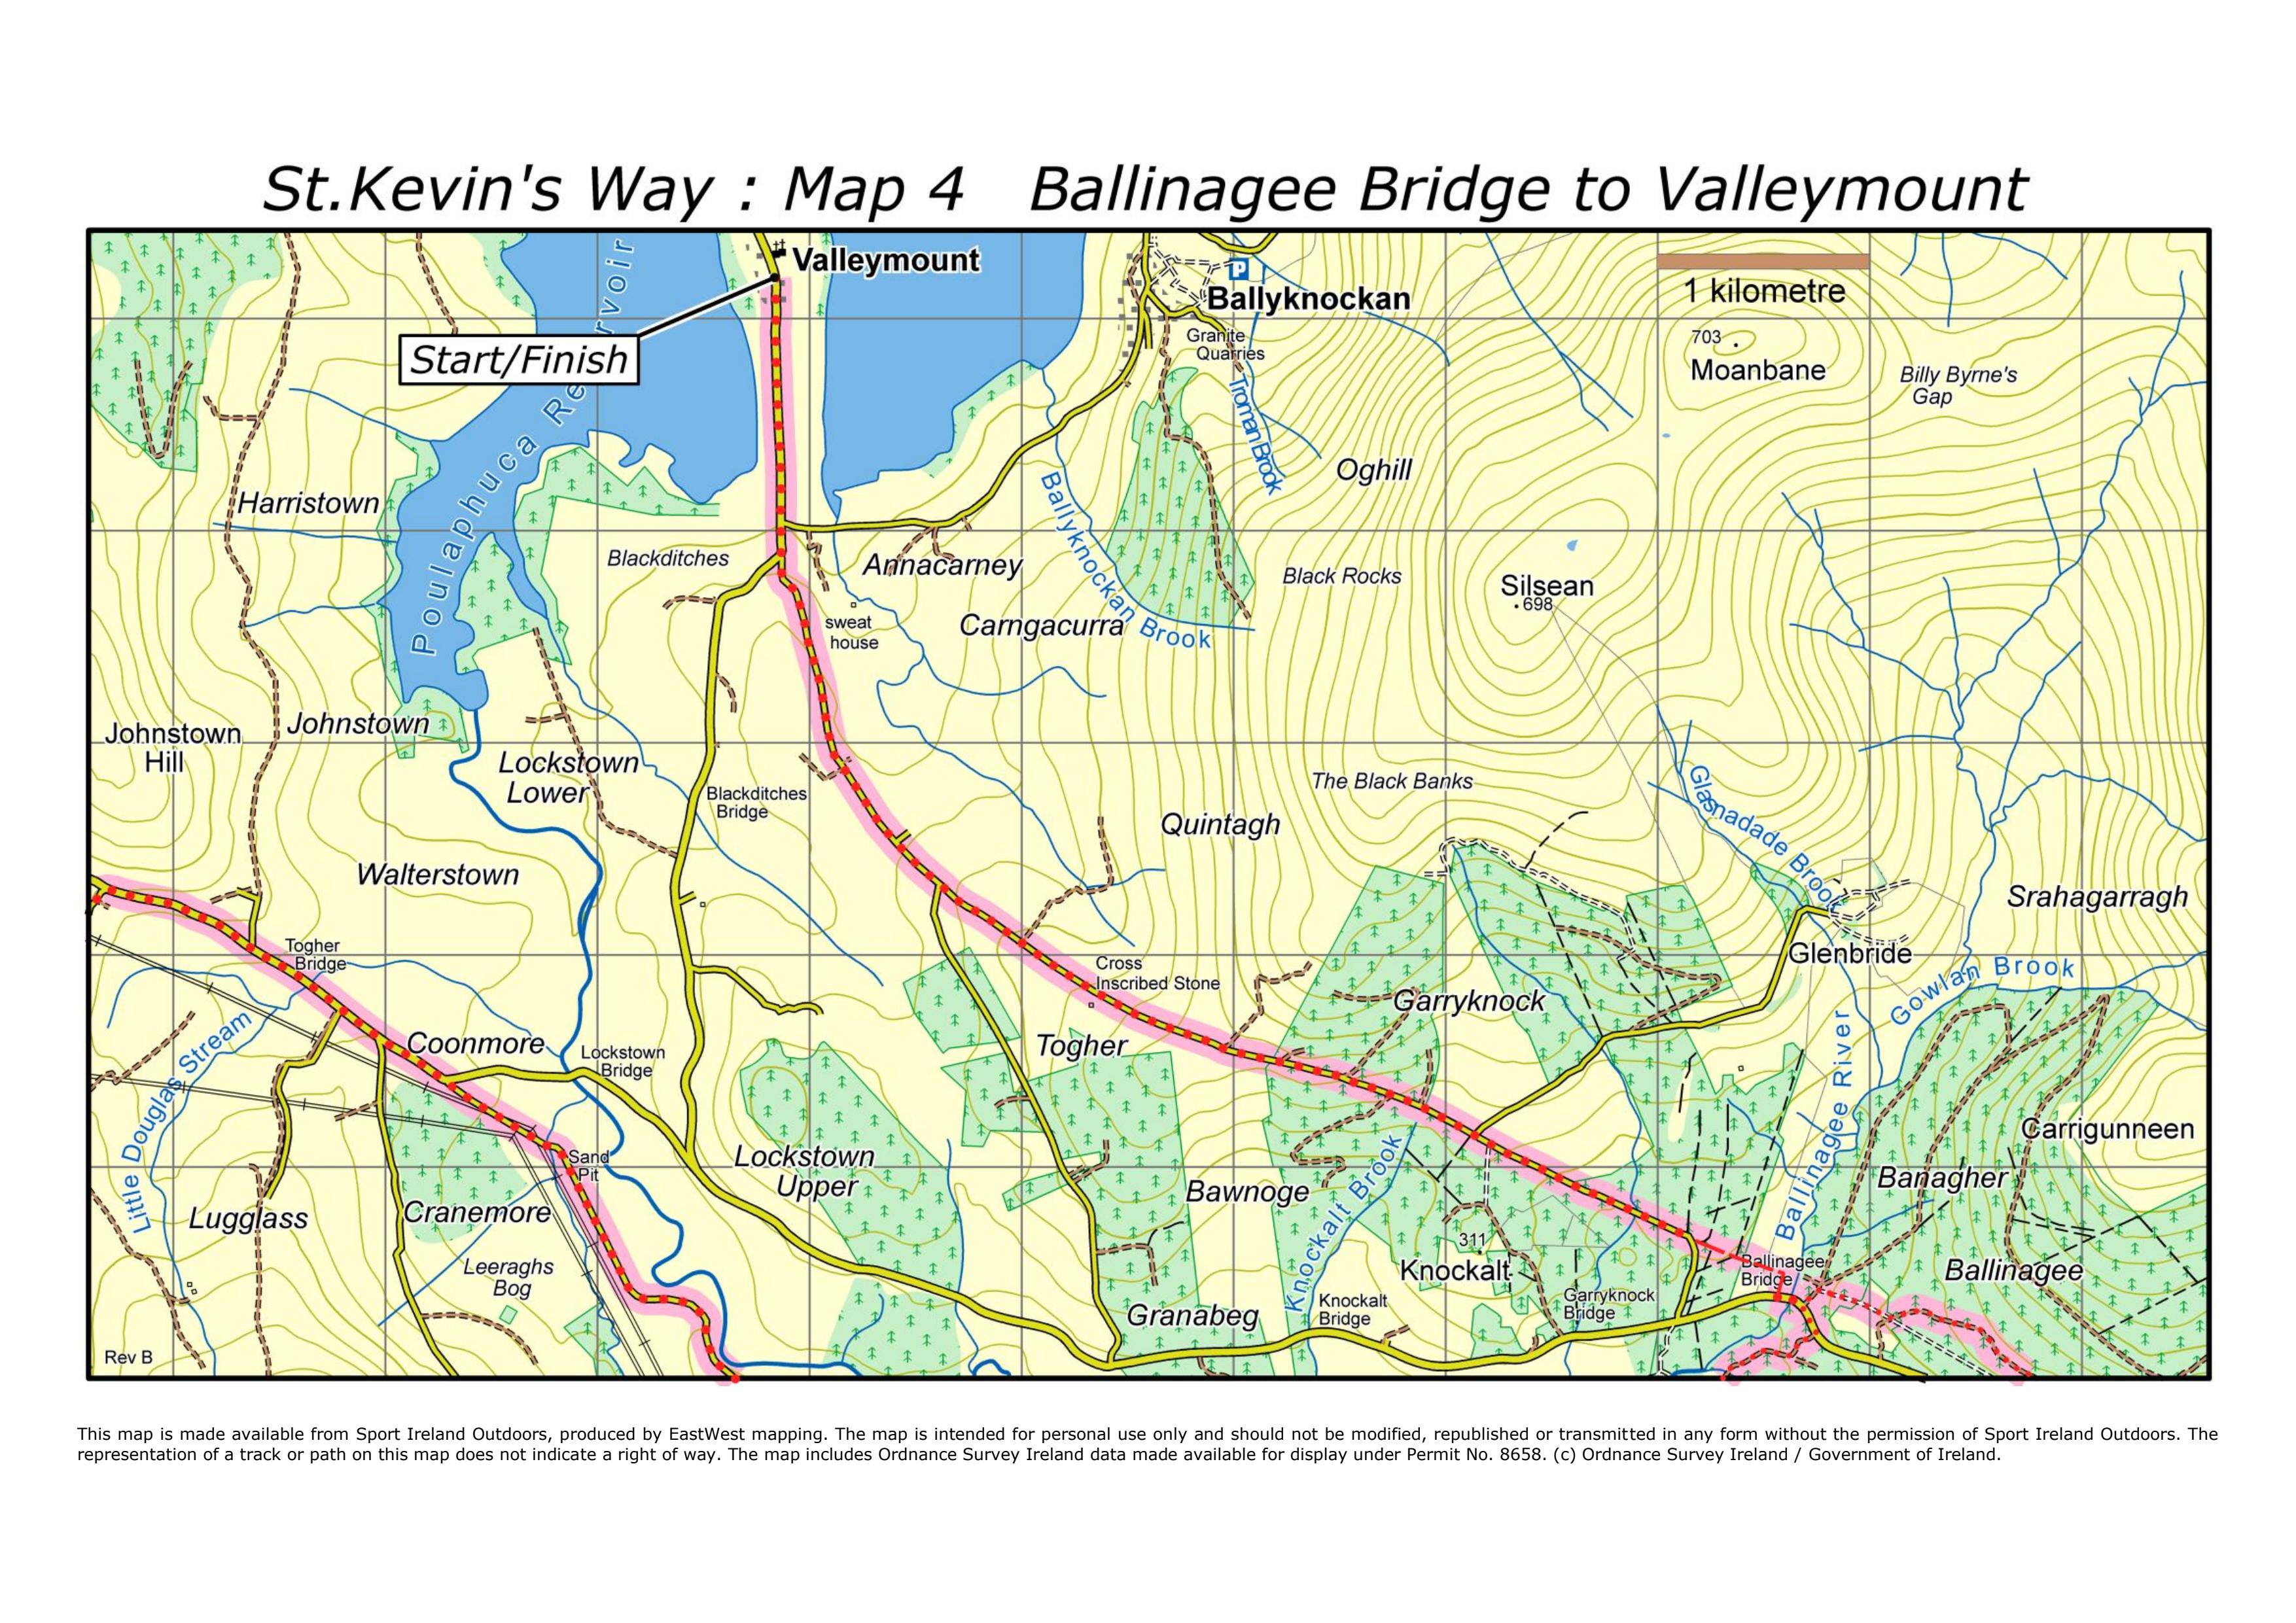 St.Kevin's Way : Map 4 Ballinagee Bridge to Valleymount
Valleymount
Start/Finish
Poulaphuca Reservoir
Ballyknockan
P
Granite
Quarries
Troman Brook
1 kilometre
703
Moanbane
Billy Byrne's
Gap
Harristown
Oghill
Blackditches
Annacarney
Ballyknockan Brook
Black Rocks
Silsean
698
sweat
house
Carngacurra
Johnstown
Hill
Johnstown
Lockstown
Lower
Blackditches
Bridge
The Black Banks
Quintagh
Glasnadade Brook
Walterstown
Srahagarragh
Togher
Bridge
Cross
Inscribed Stone
Glenbride
Gowlan Brook
Garryknock
Little Douglas Stream
Coonmore
Lockstown
Bridge
Togher
Ballinagee River
Carrigunneen
Sand
Pit
Lockstown
Upper
Bawnoge
Knockalt Brook
Banagher
Lugglass
Cranemore
311
Knockalt
Leeraghs
Bog
Ballinagee
Bridge
Ballinagee
Granabeg
Knockalt
Bridge
Garryknock
Bridge
Rev B
This map is made available from Sport Ireland Outdoors, produced by EastWest mapping. The map is intended for personal use only and should not be modified, republished or transmitted in any form without the permission of Sport Ireland Outdoors. The
representation of a track or path on this map does not indicate a right of way. The map includes Ordnance Survey Ireland data made available for display under Permit No. 8658. (c) Ordnance Survey Ireland / Government of Ireland.